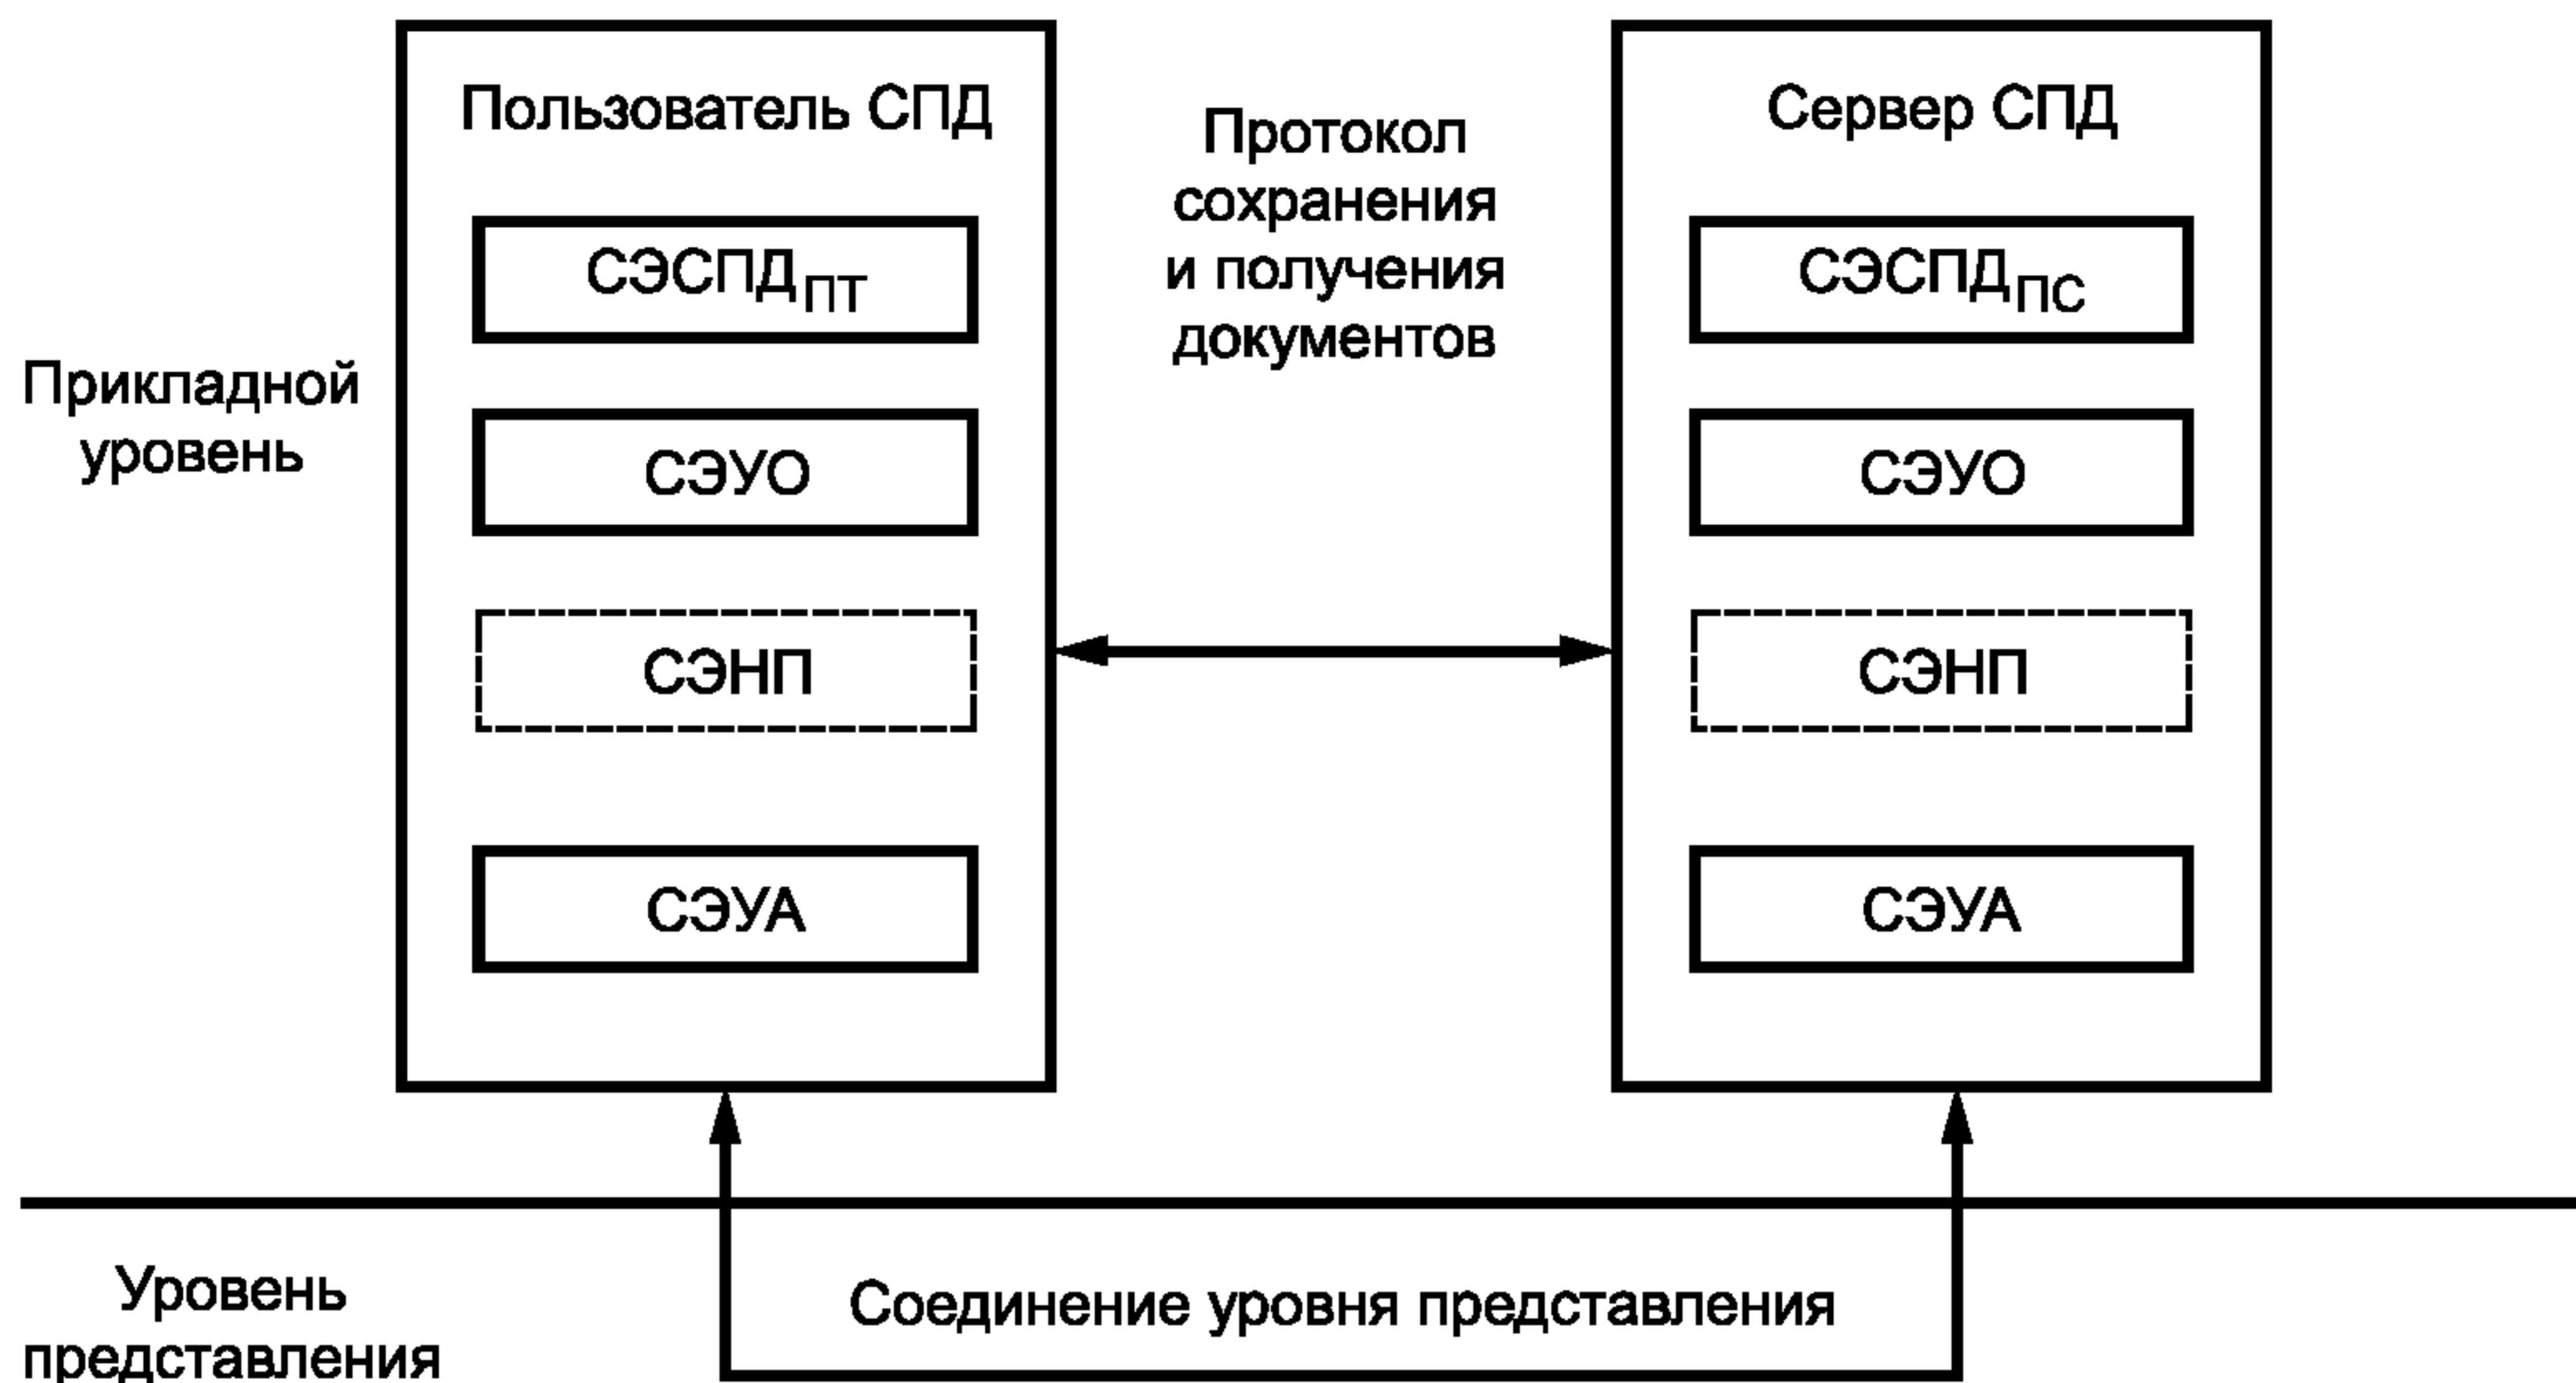 Пользователь СПД
СЭСПДПТ
СЭУО
СЭНП
СЭУА
Протокол
сохранения
и получения
документов
Сервер СПД
СЭСПДПС
СЭУО
СЭНП
СЭУА
Прикладной
уровень
Уровень
представления
Соединение уровня представления